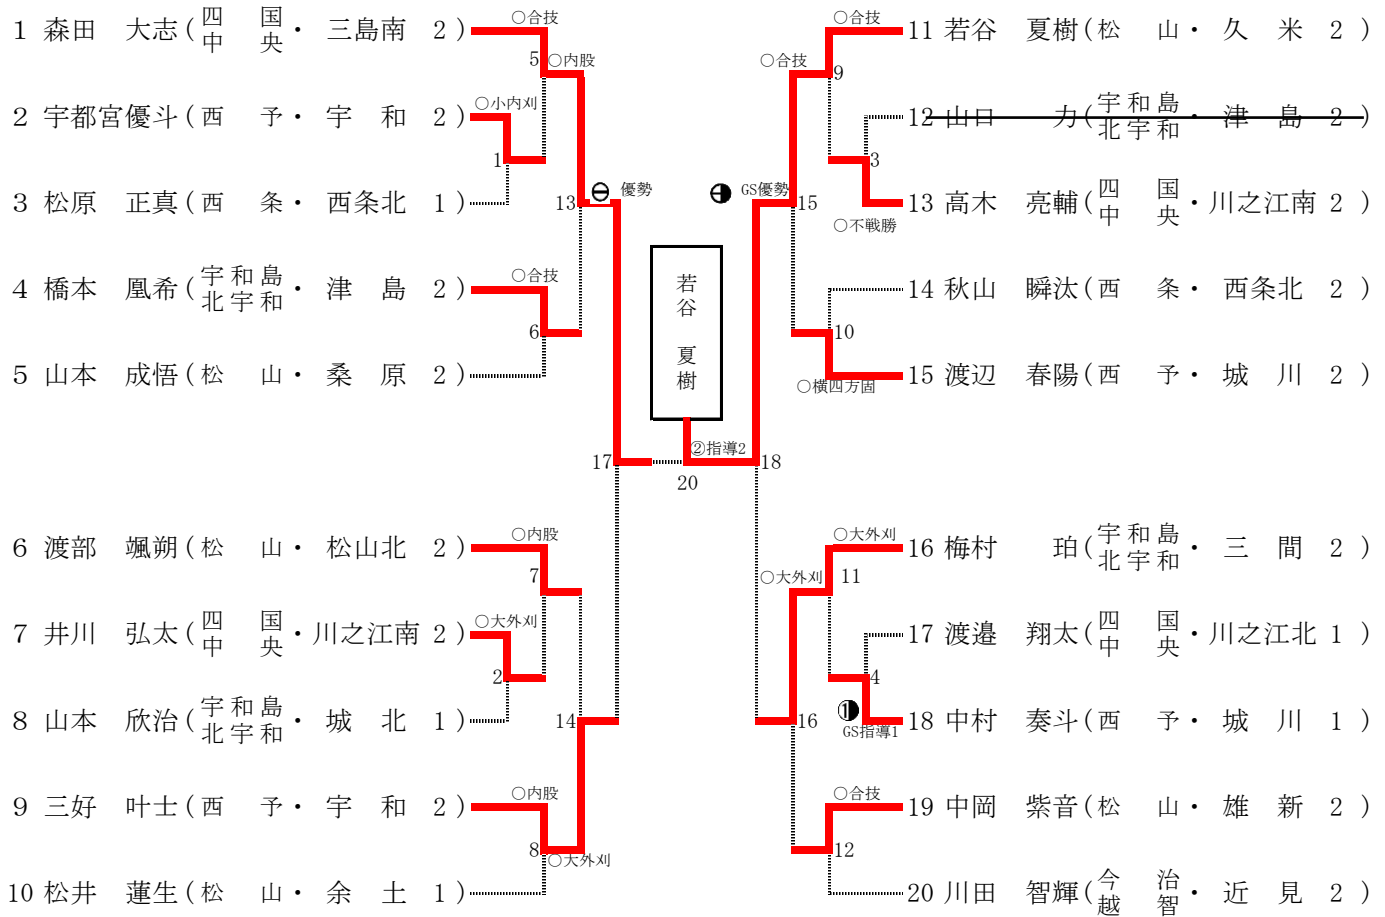 ○合技
1 森田　大志(四国中央・三島南 2)
5 ○内股
○小内刈
2 宇都宮優斗(西予・宇和 2)
1
3 松原　正真(西条・西条北 1)
13
優勢
○合技
4 橋本　凰希(宇和島北宇和・津島 2)
6
5 山本　成悟(松山・桑原 2)
17
○内股
6 渡部　颯朔(松山・松山北 2)
7
○大外刈
7 井川　弘太(四国中央・川之江南 2)
2
8 山本　欣治(宇和島北宇和・城北 1)
14
○内股
9 三好　叶士(西予・宇和 2)
8 ○大外刈
10 松井　蓮生(松山・余土 1)
若谷　夏樹
②指導2
20
○合技
11 若谷　夏樹(松山・久米 2)
○合技
9
12 山口　力(宇和島北宇和・津島 2)
3
GS優勢
15
13 高木　亮輔(四国中央・川之江南 2)
○不戦勝
14 秋山　瞬汰(西条・西条北 2)
10
15 渡辺　春陽(西予・城川 2)
○横四方固
18
○大外刈
16 梅村　珀(宇和島北宇和・三間 2)
○大外刈
11
17 渡邉　翔太(四国中央・川之江北 1)
4
①
18 中村　奏斗(西予・城川 1)
GS指導1
16
○合技
19 中岡　紫音(松山・雄新 2)
12
20 川田　智輝(今治越智・近見 2)